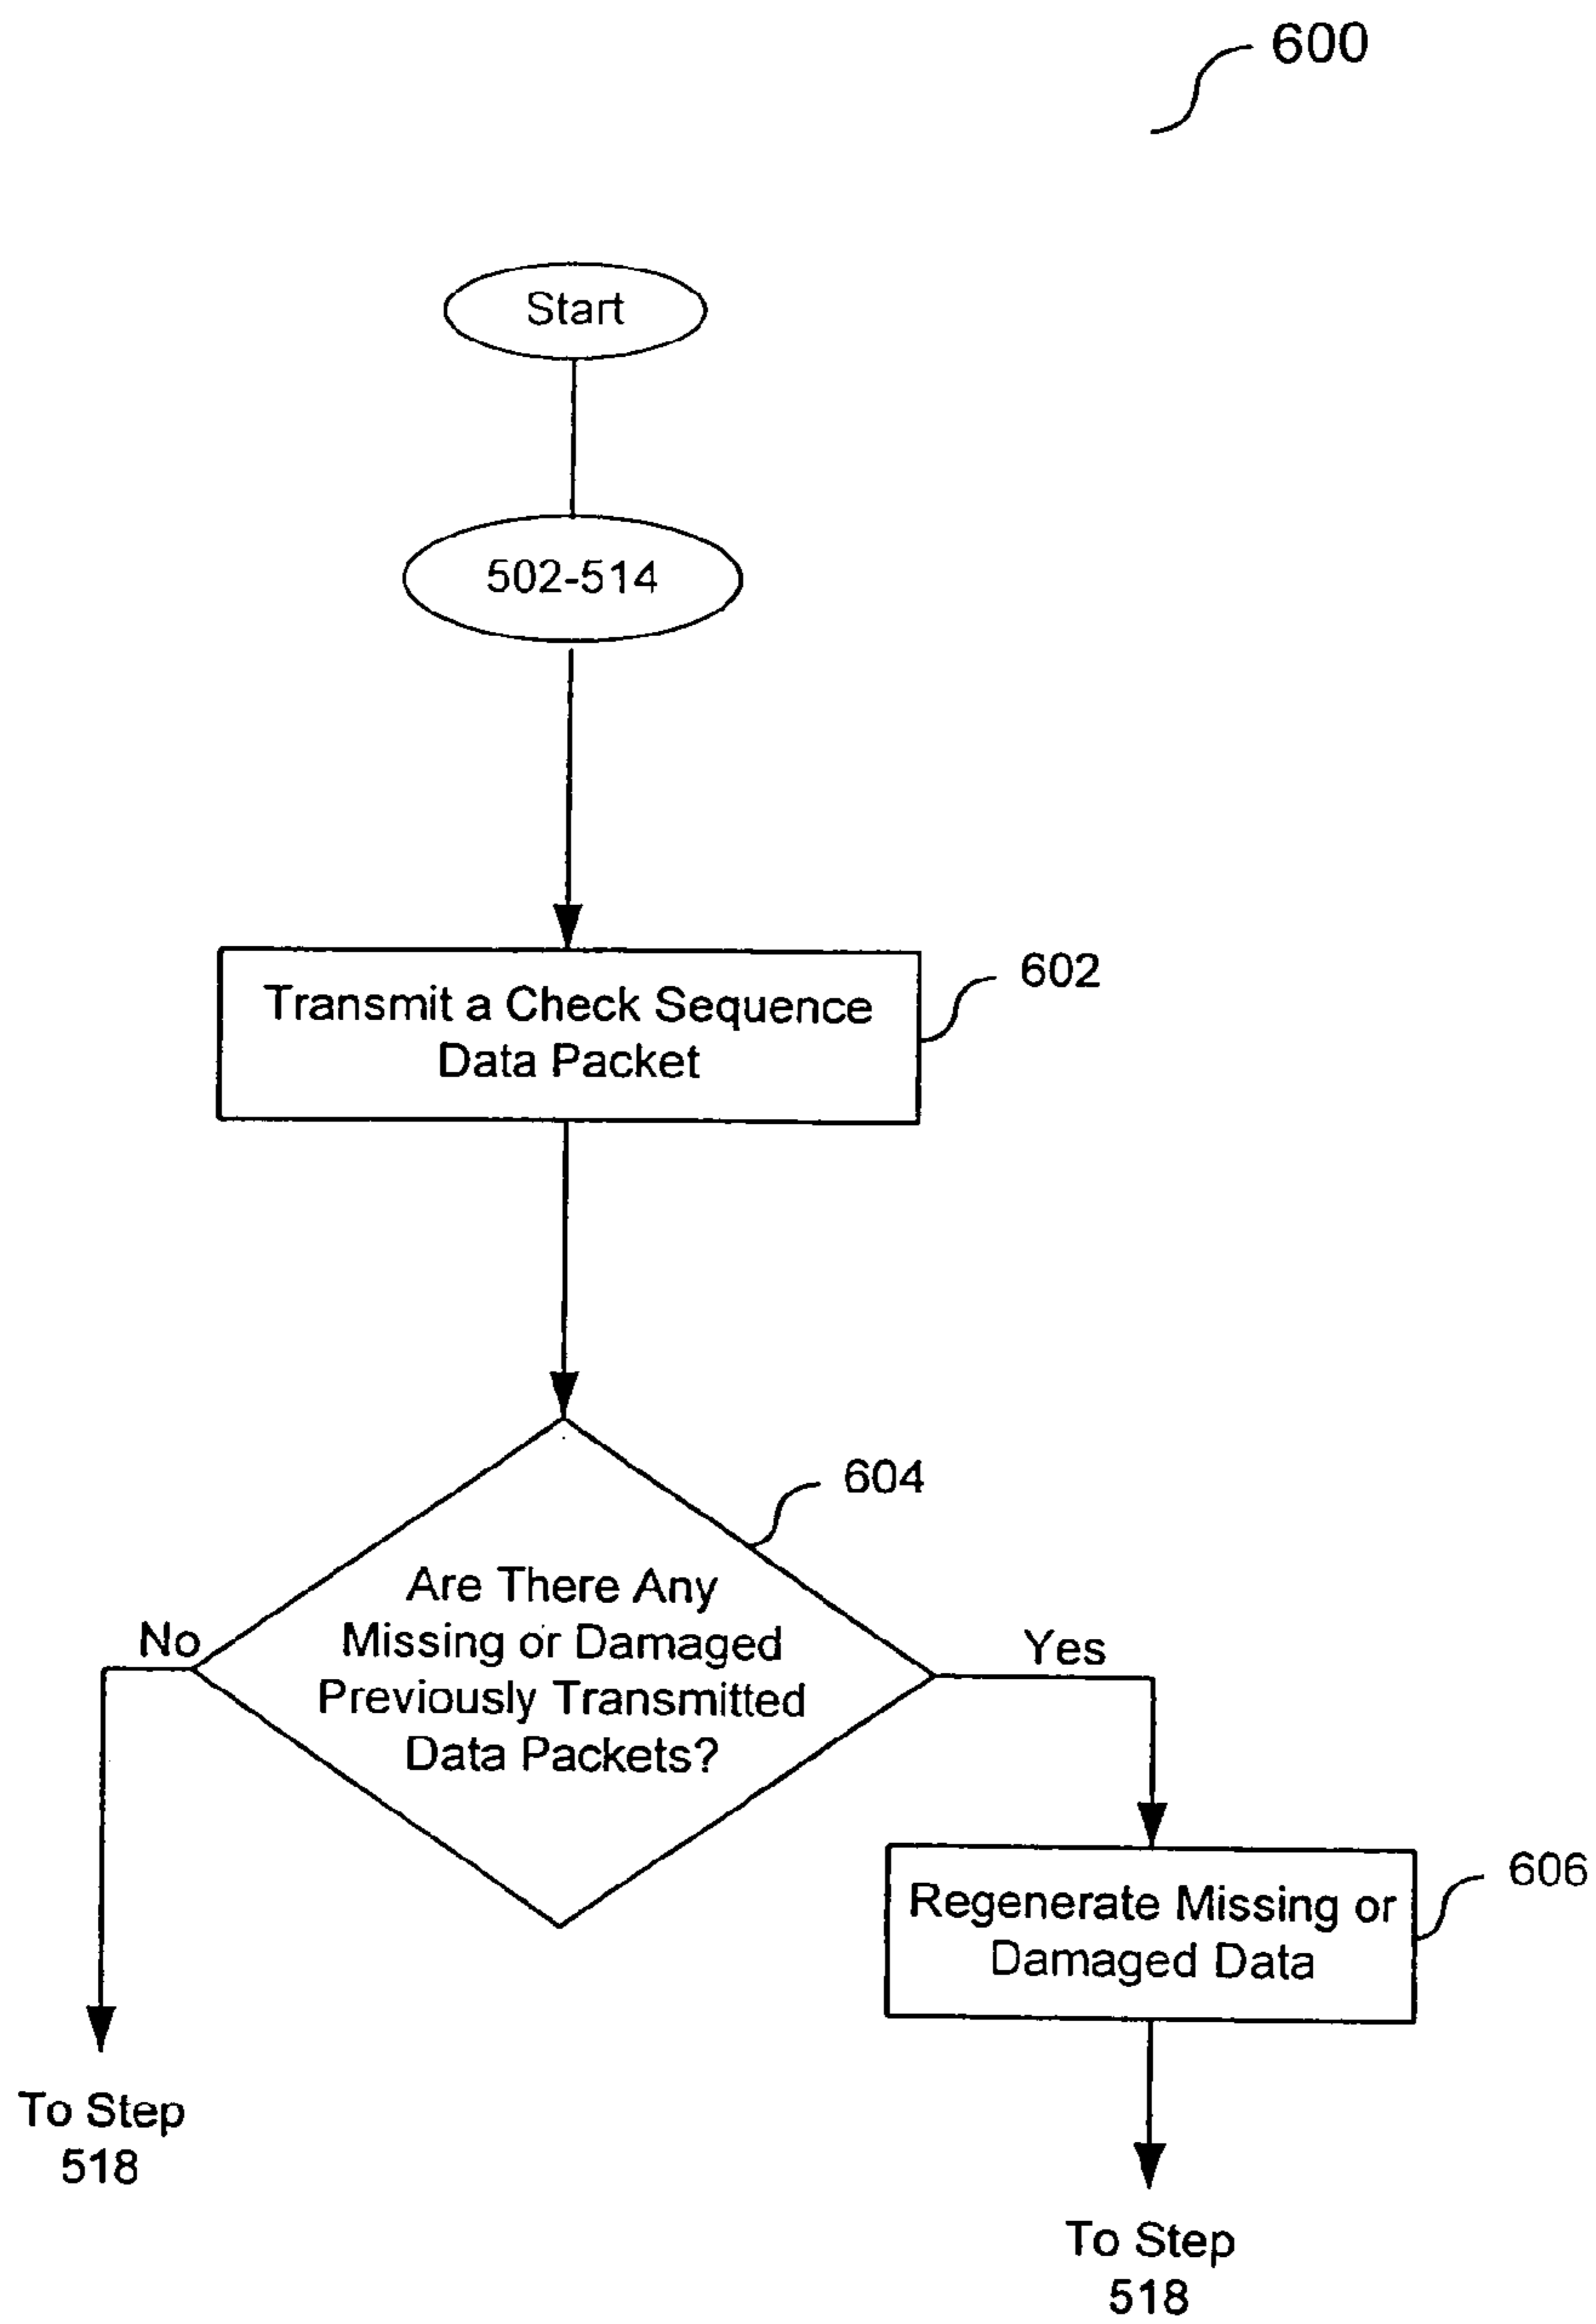 600
Start
502-514
Transmit a Check Sequence
Data Packet
602
604
Are There Any
Missing or Damaged
Previously Transmitted
Data Packets?
No
Yes
Regenerate Missing or
Damaged Data
606
To Step
518
To Step
518